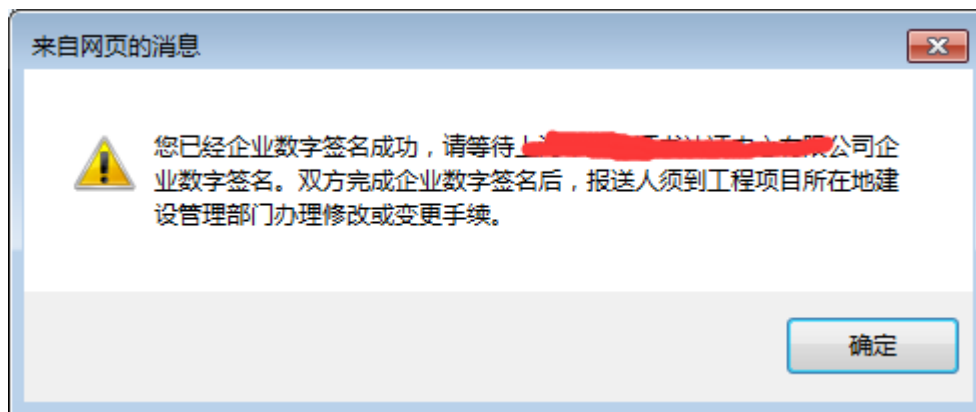 来自网页的消息
您已经企业数字签名成功，请等待上 有限公司企
业数字签名。双方完成企业数字签名后，报送人须到工程项目所在地建
设管理部门办理修改或变更手续。
确定